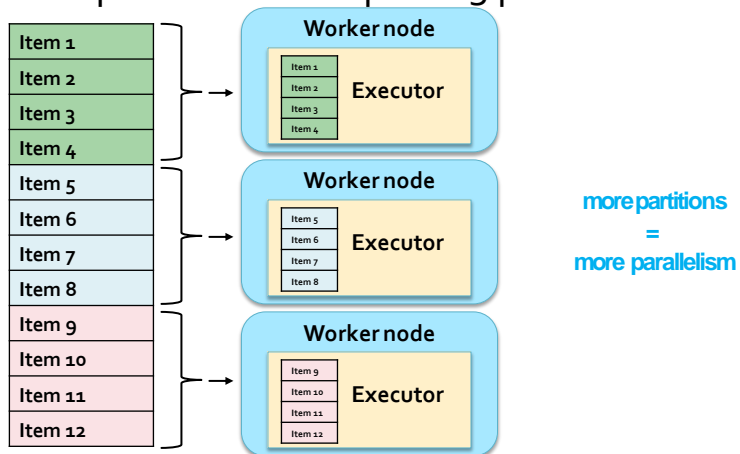 Item 1
Item 2
Item 3
Item 4
Item 5
Item 6
Item 7
Item 8
Item 9
Item 10
Item 11
Item 12
Worker node
Item 1
Item 2
Item 3
Item 4
Executor
Worker node
Item 5
Item 6
Item 7
Item 8
Executor
Worker node
Item 9
Item 10
Item 11
Item 12
Executor
more partitions
=
more parallelism